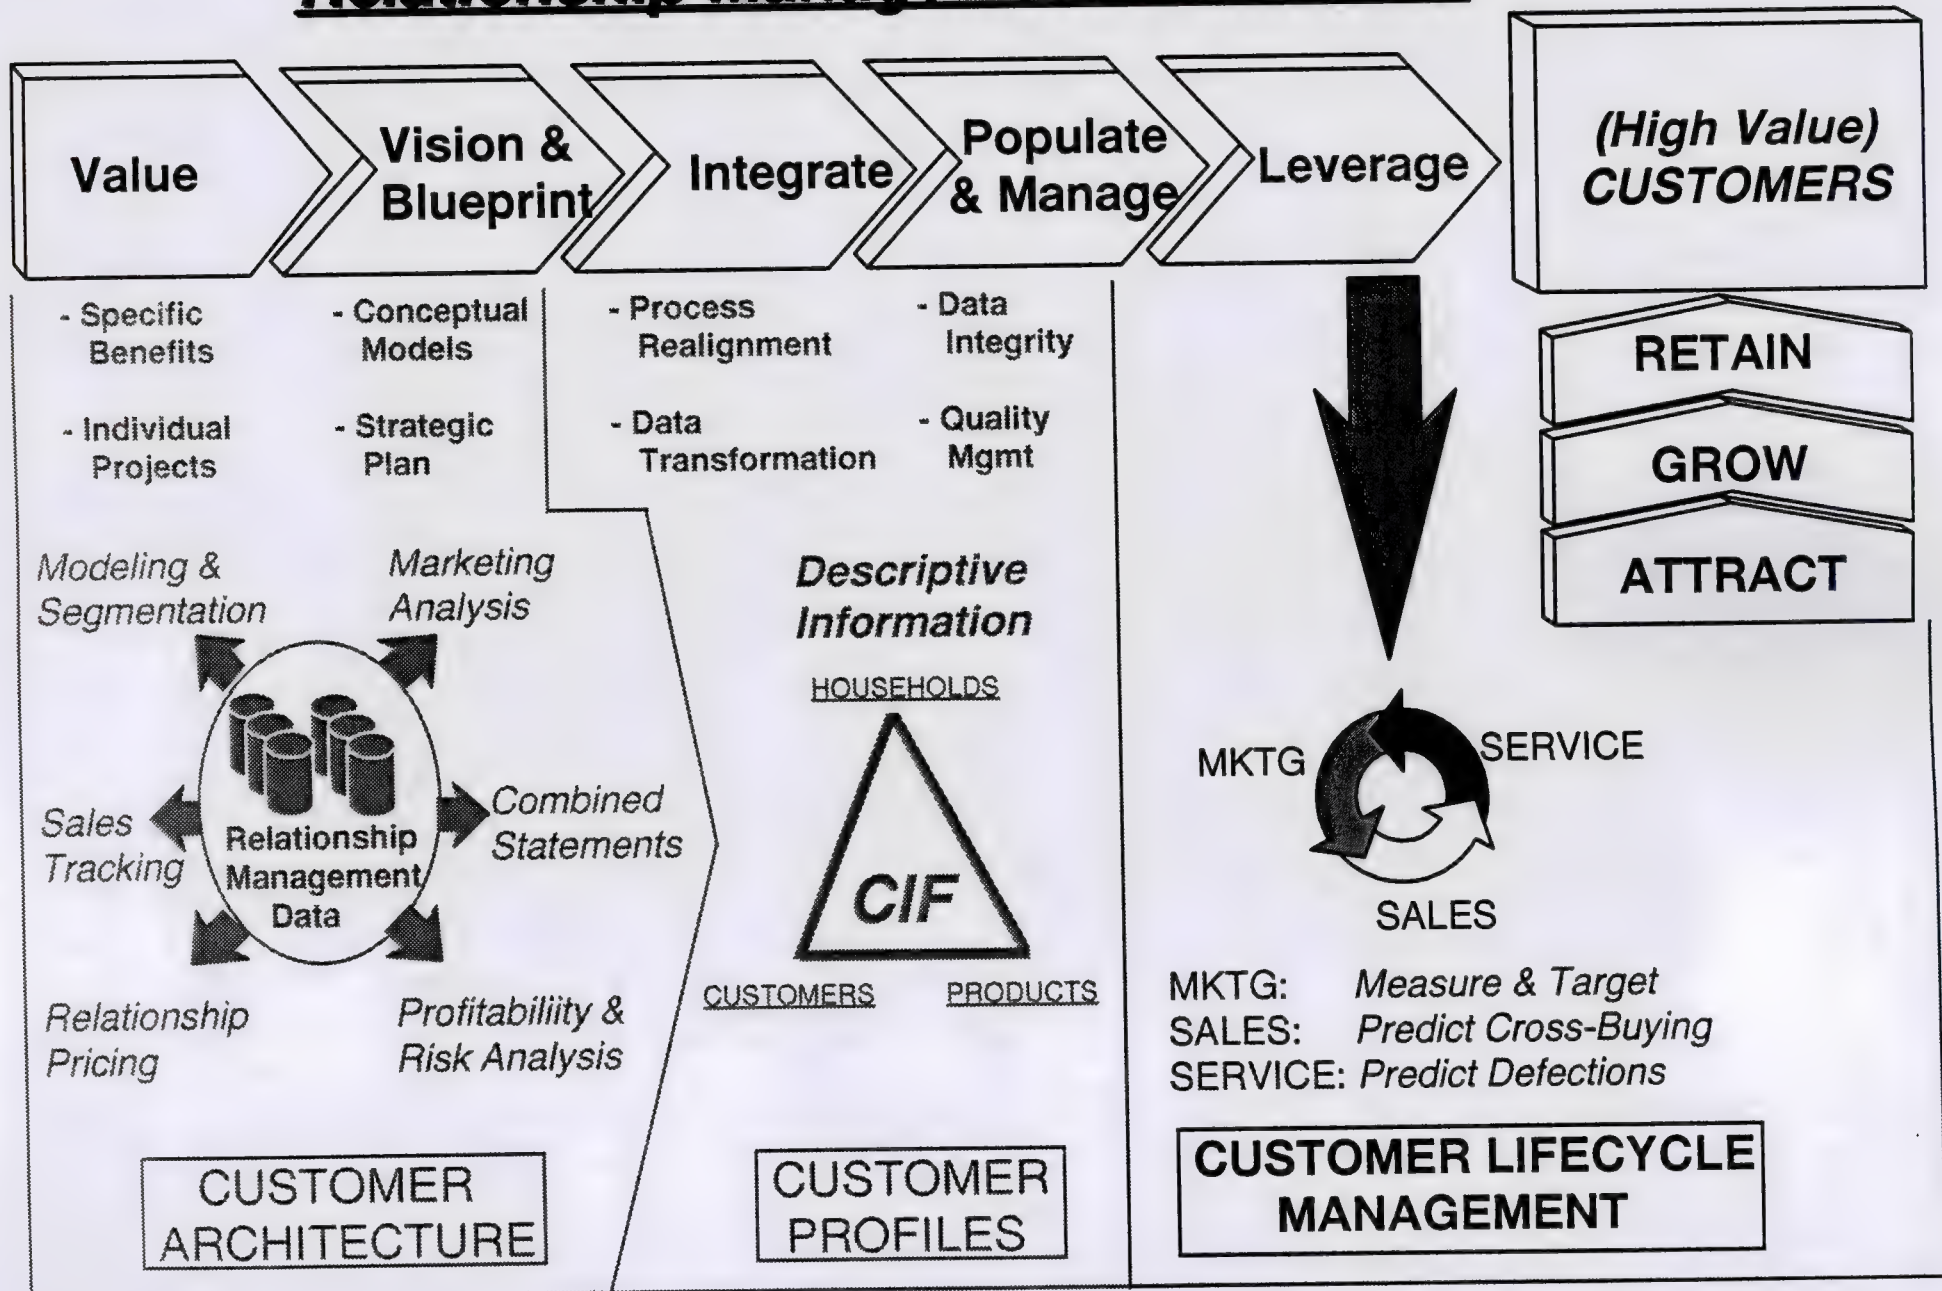 Relationship
Value
Vision &
Blueprint
Integrate
Populate
& Manage
Leverage
(High Value)
CUSTOMERS
- Specific
Benefits
- Individual
Projects
- Conceptual
Models
- Strategic
Plan
- Process
Realignment
- Data
Transformation
- Data
Integrity
- Quality
Mgmt
RETAIN
GROW
ATTRACT
Modeling &
Segmentation
Marketing
Analysis
Sales
Tracking
Relationship
Management
Data
Combined
Statements
Relationship
Pricing
Profitabiliity &
Risk Analysis
CUSTOMER
ARCHITECTURE
Descriptive
Information
HOUSEHOLDS
CIF
CUSTOMERS
PRODUCTS
CUSTOMER
PROFILES
MKTG
SERVICE
SALES
MKTG: Measure & Target
SALES: Predict Cross-Buying
SERVICE: Predict Defections
CUSTOMER LIFECYCLE
MANAGEMENT